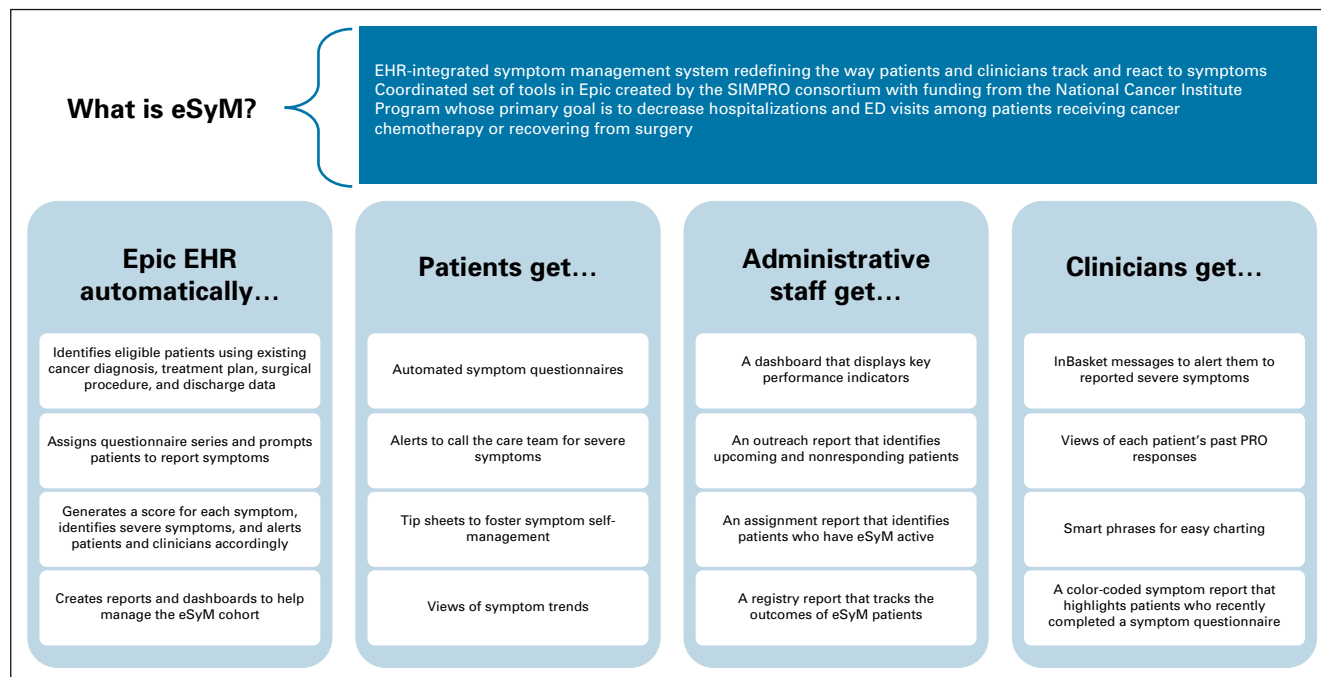 What is eSyM?
EHR-integrated symptom management system redefining the way patients and clinicians track and react to symptoms
Coordinated set of tools in Epic created by the SIMPRO consortium with funding from the National Cancer Institute
Program whose primary goal is to decrease hospitalizations and ED visits among patients receiving cancer
chemotherapy or recovering from surgery
Epic EHR
automatically...
Identifies eligible patients using existing
cancer diagnosis, treatment plan, surgical
procedure, and discharge data
Assigns questionnaire series and prompts
patients to report symptoms
Generates a score for each symptom,
identifies severe symptoms, and alerts
patients and clinicians accordingly
Creates reports and dashboards to help
manage the eSyM cohort
Patients get...
Automated symptom questionnaires
Alerts to call the care team for severe
symptoms
Tip sheets to foster symptom self-
management
Views of symptom trends
Administrative
staff get...
A dashboard that displays key
performance indicators
An outreach report that identifies
upcoming and nonresponding patients
An assignment report that identifies
patients who have eSyM active
A registry report that tracks the
outcomes of eSyM patients
Clinicians get...
InBasket messages to alert them to
reported severe symptoms
Views of each patient's past PRO
responses
Smart phrases for easy charting
A color-coded symptom report that
highlights patients who recently
completed a symptom questionnaire